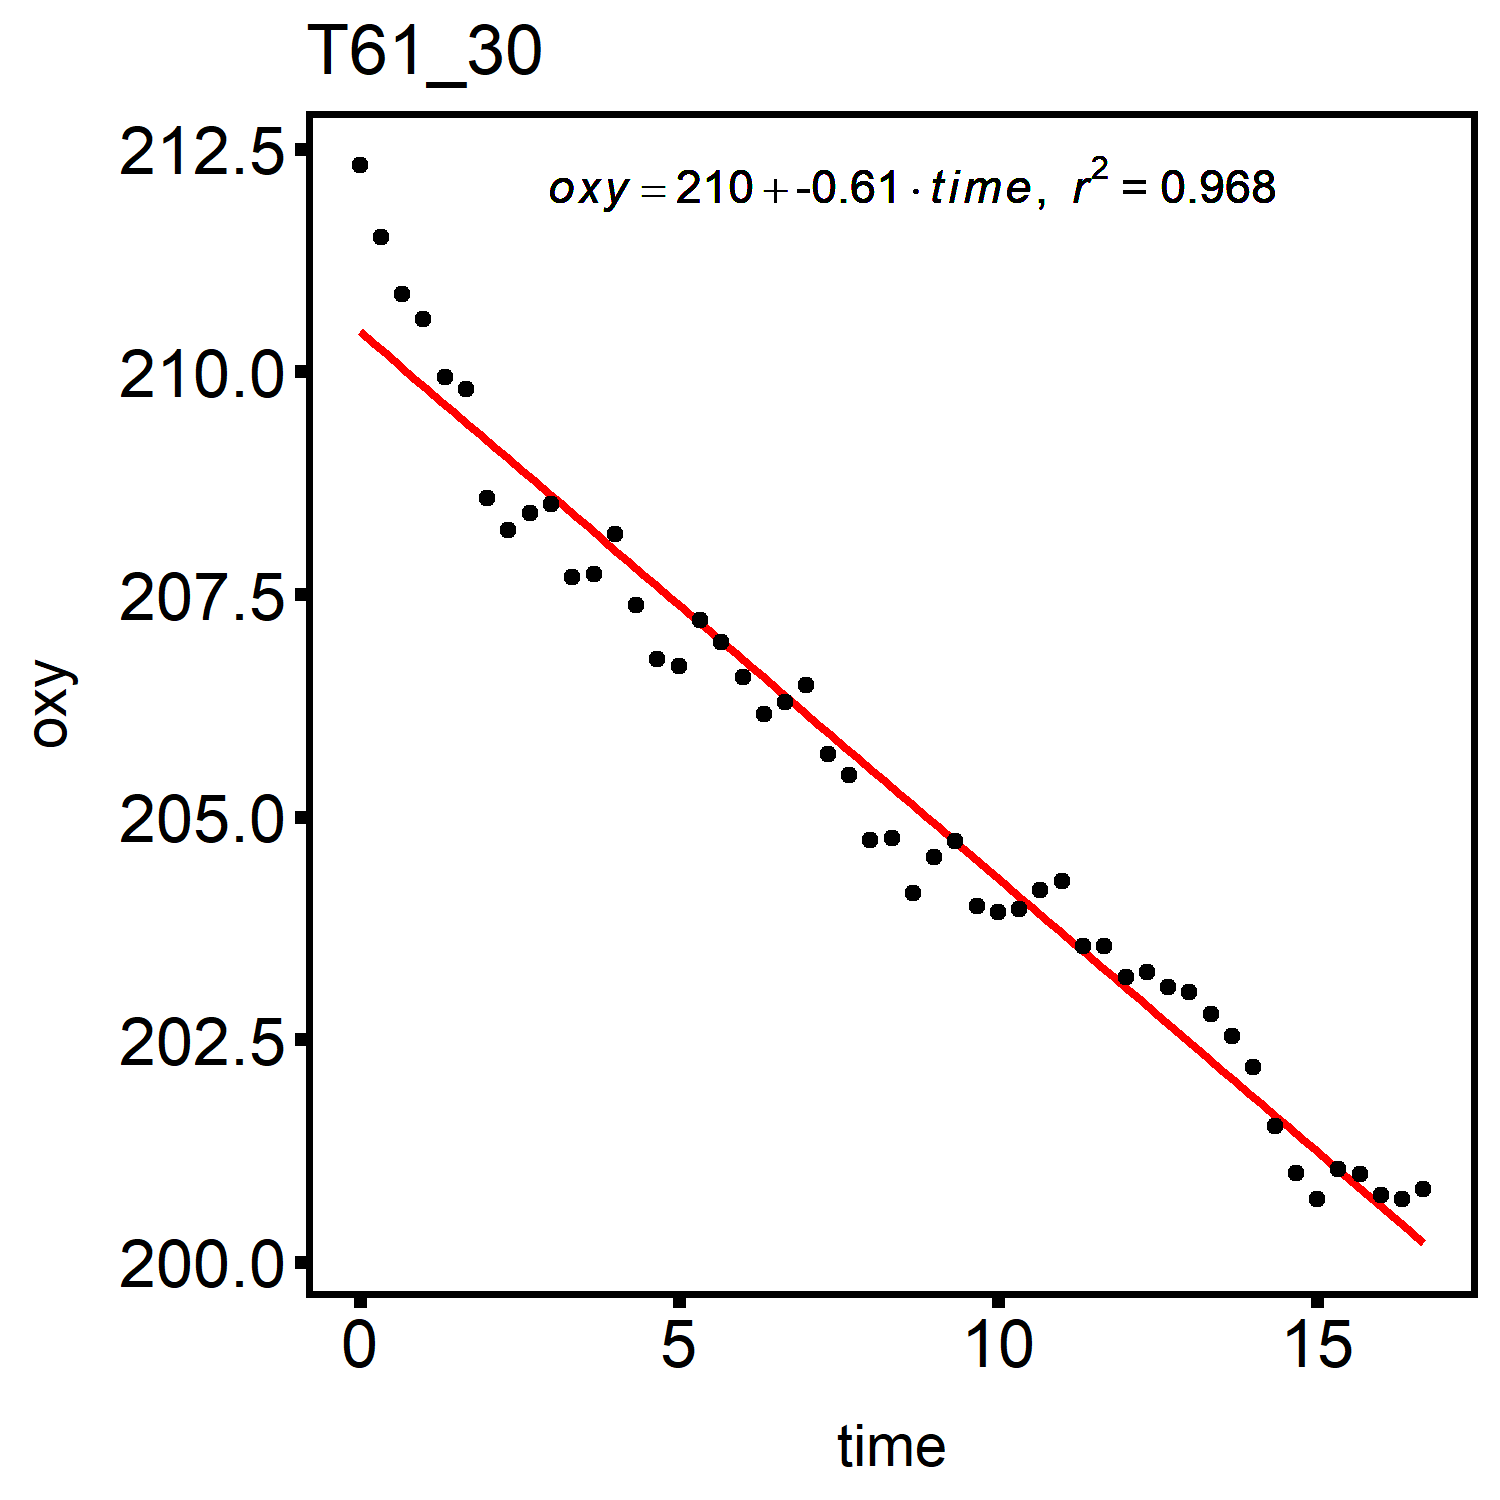 T61_30
oxy = 210 + -0.61 · time, r² = 0.968
212.5
210.0
207.5
205.0
202.5
200.0
oxy
0 5 10 15
time